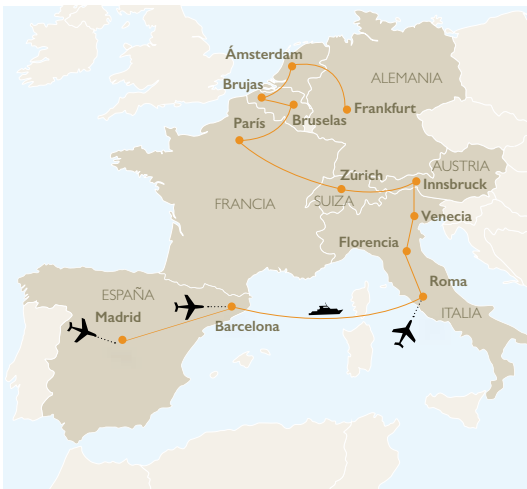 Ámsterdam
ALEMANIA
Brujas
Frankfurt
Bruselas
París
AUSTRIA
Zúrich
Innsbruck
SUIZA
FRANCIA
Venecia
Florencia
Roma
ESPAÑA
Madrid
ITALIA
Barcelona